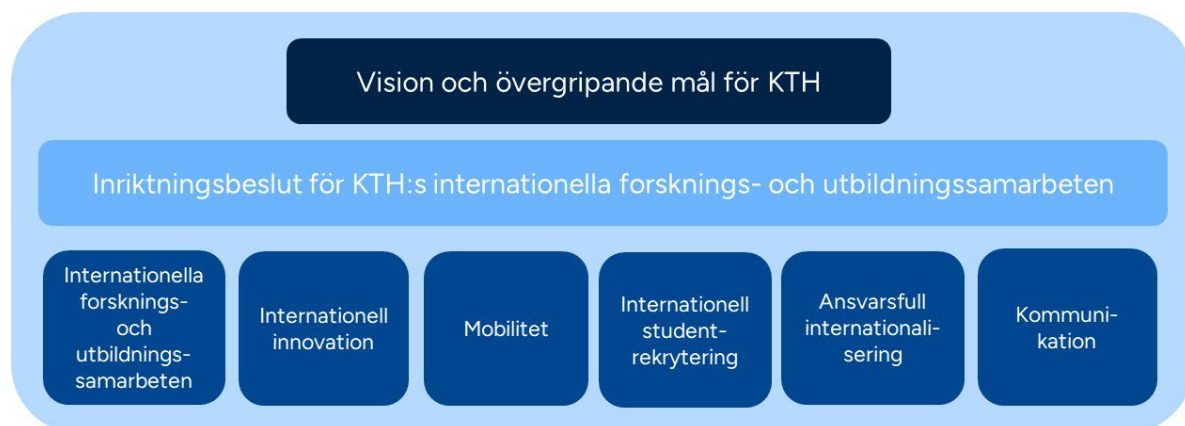 Vision och övergripande mål för KTH
Inriktningsbeslut för KTH:s internationella forsknings- och utbildningssamarbeten
Internationella
forsknings-
och
utbildnings-
samarbeten
Internationell
innovation
Mobilitet
Internationell
student-
rekrytering
Ansvarsfull
internationali-
sering
Kommuni-
kation